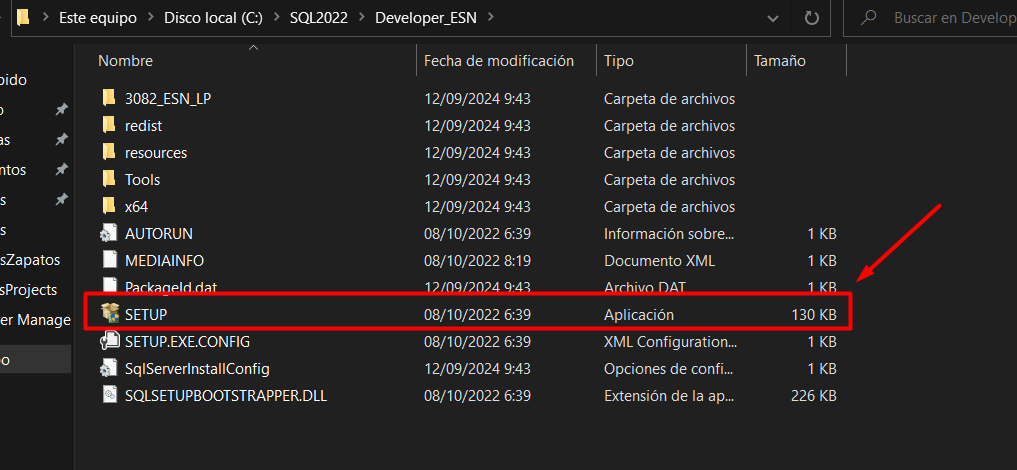 Este equipo > Disco local (C:) > SQL2022 > Developer_ESN >
Buscar en Develop
Nombre Fecha de modificación Tipo Tamaño
3082_ESN_LP 12/09/2024 9:43 Carpeta de archivos
pido
redist 12/09/2024 9:43 Carpeta de archivos
o
resources 12/09/2024 9:43 Carpeta de archivos
as
Tools 12/09/2024 9:43 Carpeta de archivos
ntos
x64 12/09/2024 9:43 Carpeta de archivos
s
AUTORUN 08/10/2022 6:39 Información sobre... 1 KB
s
MEDIAINFO 08/10/2022 8:19 Documento XML 1 KB
sZapatos
PackageId.dat 12/09/2024 9:43 Archivo DAT 1 KB
sProjects
SETUP 08/10/2022 6:39 Aplicación 130 KB
er Manage
SETUP.EXE.CONFIG 08/10/2022 6:39 XML Configuration... 1 KB
po
SqlServerInstallConfig 12/09/2024 9:43 Opciones de confi... 1 KB
SQLSETUPBOOTSTRAPPER.DLL 08/10/2022 6:39 Extensión de la ap... 226 KB